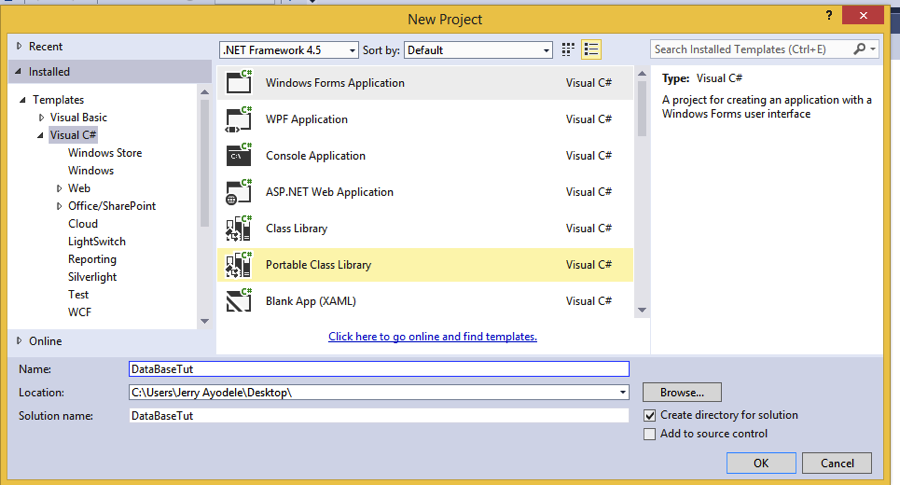 New Project
?
Recent
.NET Framework 4.5
Sort by:
Default
Search Installed Templates (Ctrl+E)
Installed
Templates
Visual Basic
Visual C#
Windows Store
Windows
Web
Office/SharePoint
Cloud
LightSwitch
Reporting
Silverlight
Test
WCF
Online
C# Windows Forms Application Visual C#
C# WPF Application Visual C#
C# Console Application Visual C#
C:\
C# ASP.NET Web Application Visual C#
C# Class Library Visual C#
C# Portable Class Library Visual C#
C# Blank App (XAML) Visual C#
Click here to go online and find templates.
Type: Visual C#
A project for creating an application with a
Windows Forms user interface
Name: DataBaseTut
Location: C:\Users\Jerry Ayodele\Desktop\
Browse...
Solution name: DataBaseTut
Create directory for solution
Add to source control
OK
Cancel